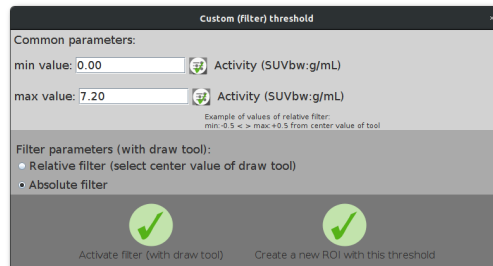 Custom (filter) threshold
Common parameters:
min value: 0.00 Activity (SUVbw:g/mL)
max value: 7.20 Activity (SUVbw:g/mL)
Example of values of relative filter:
min:-0.5 < > max:+0.5 from center value of tool
Filter parameters (with draw tool):
Relative filter (select center value of draw tool)
Absolute filter
Activate filter (with draw tool) Create a new ROI with this threshold